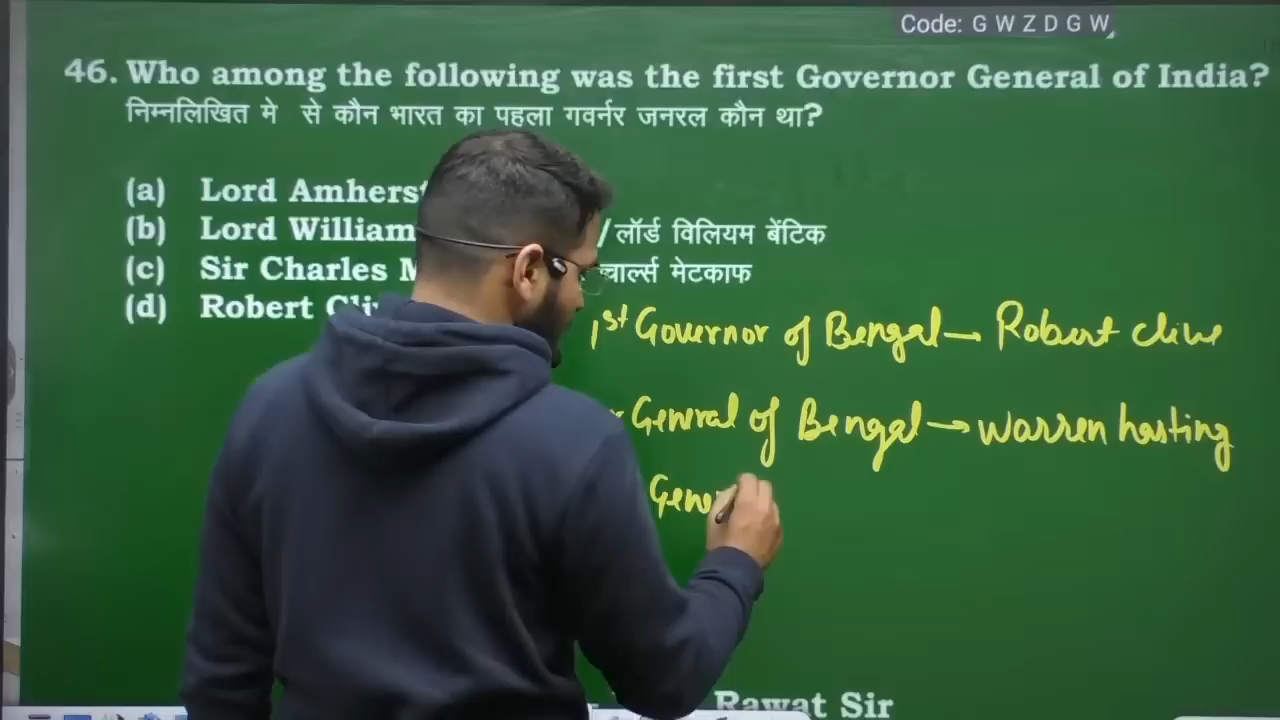 Code: G W Z D G W
46. Who among the following was the first Governor General of India?
निम्नलिखित मे से कौन भारत का पहला गवर्नर जनरल कौन था?
(a) Lord Amherst
(b) Lord William /लॉर्ड विलियम बेंटिक
(c) Sir Charles चार्ल्स मेटकाफ
(d) Robert
1st Governor of Bengal → Robert clive
General of Bengal → Warren hasting
Rawat Sir